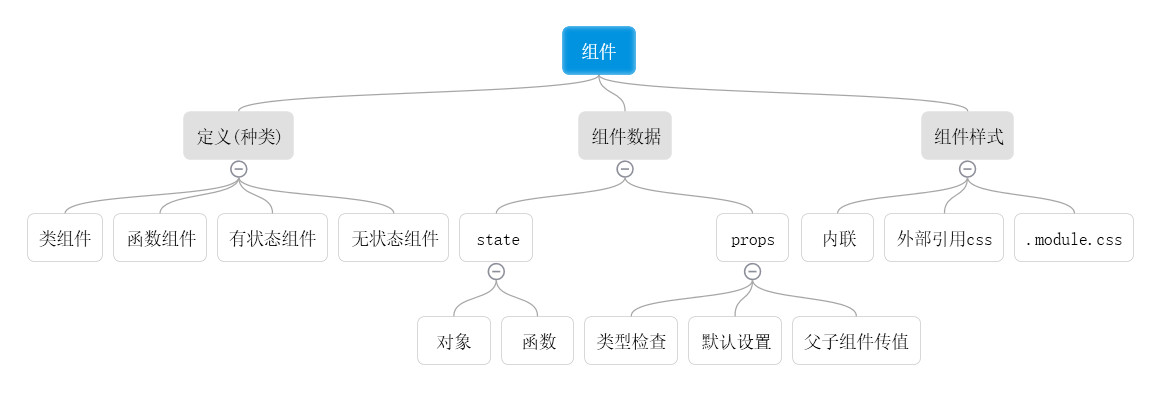 组件
定义(种类)
组件数据
组件样式
类组件
函数组件
有状态组件
无状态组件
state
props
内联
外部引用css
.module.css
对象
函数
类型检查
默认设置
父子组件传值